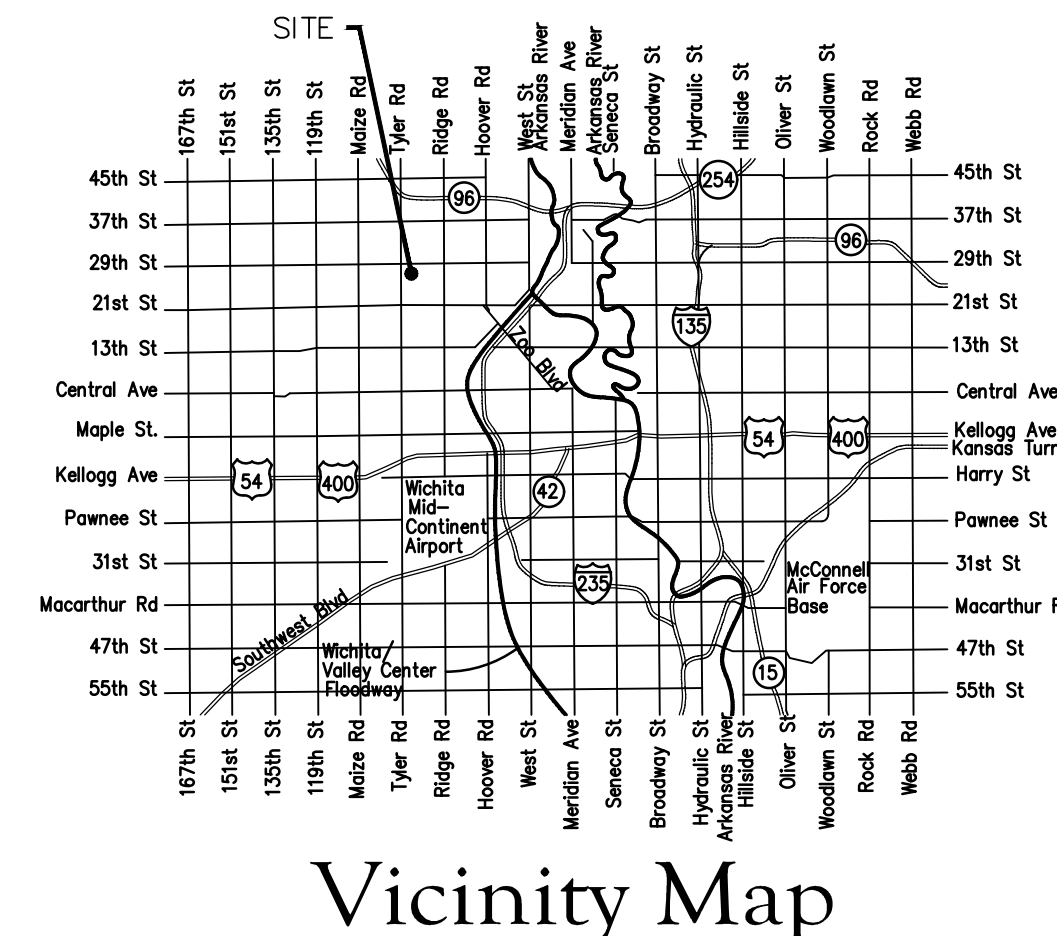 SITE
167th St
151st St
135th St
119th St
Maize Rd
Tyler Rd
Ridge Rd
Hoover Rd
West St
Arkansas River
Meridian Ave
Arkansas River
Seneca St
Broadway St
Hydraulic St
Hillside St
Oliver St
Woodlawn St
Rock Rd
Webb Rd
45th St
254
45th St
96
37th St
37th St
96
29th St
29th St
21st St
21st St
135
13th St
Zoo Blvd
13th St
Central Ave
Central Ave
Maple St.
54
400
Kellogg Ave
Kansas Turr
Kellogg Ave
54
400
Harry St
Wichita
Mid-
Continent
Airport
42
Pawnee St
Pawnee St
31st St
31st St
235
McConnell
Air Force
Base
Macarthur Rd
Macarthur R
Southwest Blvd
47th St
Wichita/
Valley Center
Floodway
47th St
15
55th St
55th St
167th St
151st St
135th St
119th St
Maize Rd
Tyler Rd
Ridge Rd
Hoover Rd
West St
Meridian Ave
Seneca St
Broadway St
Hydraulic St
Arkansas River
Hillside St
Oliver St
Woodlawn St
Rock Rd
Webb Rd
Vicinity Map